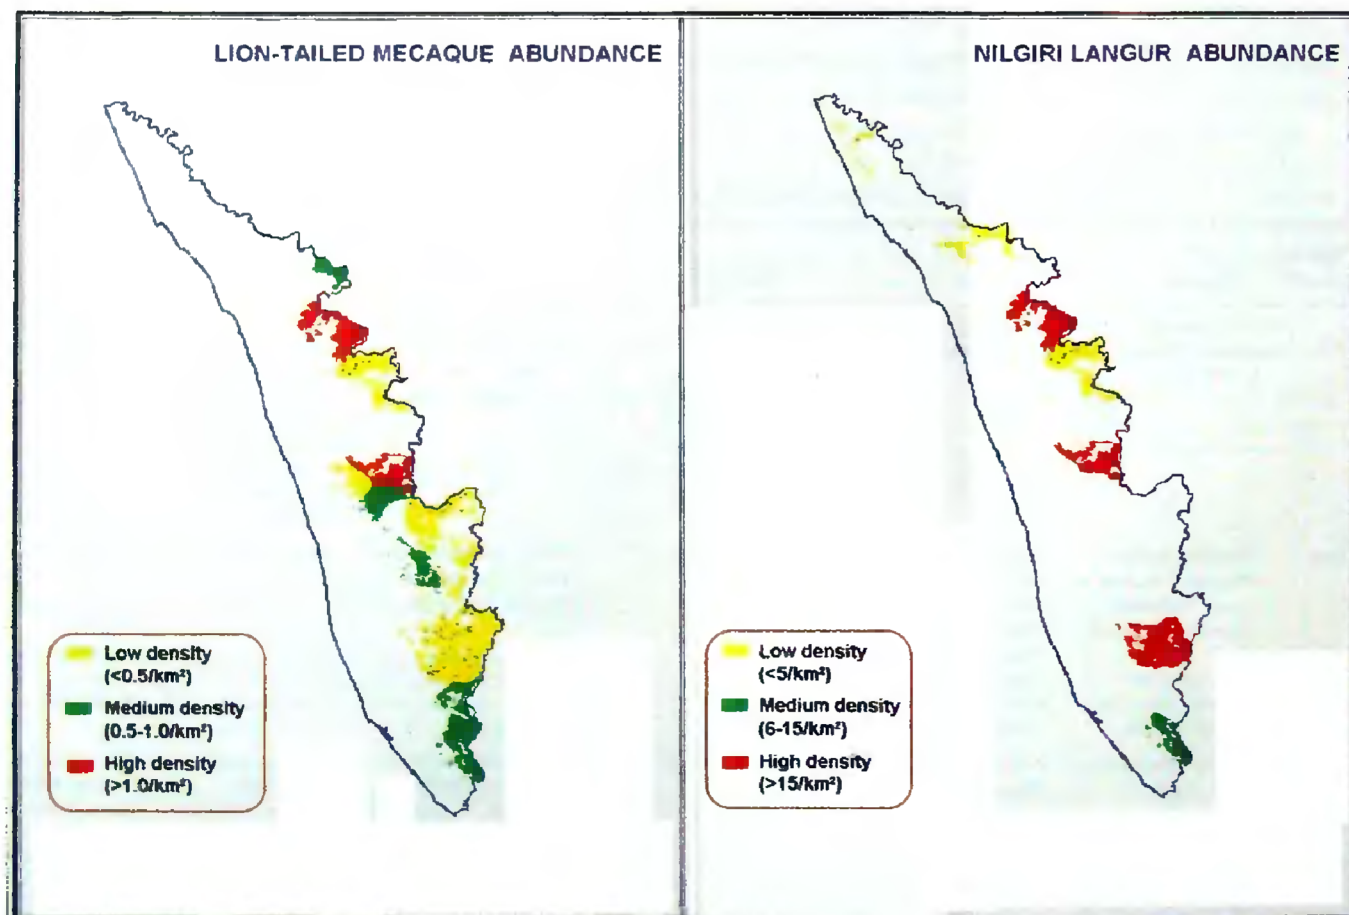 LION-TAILED MECAQUE ABUNDANCE
Low density
(<0.5/km²)
Medium density
(0.5-1.0/km²)
High density
(>1.0/km²)
NILGIRI LANGUR ABUNDANCE
Low density
(<5/km²)
Medium density
(6-15/km²)
High density
(>15/km²)